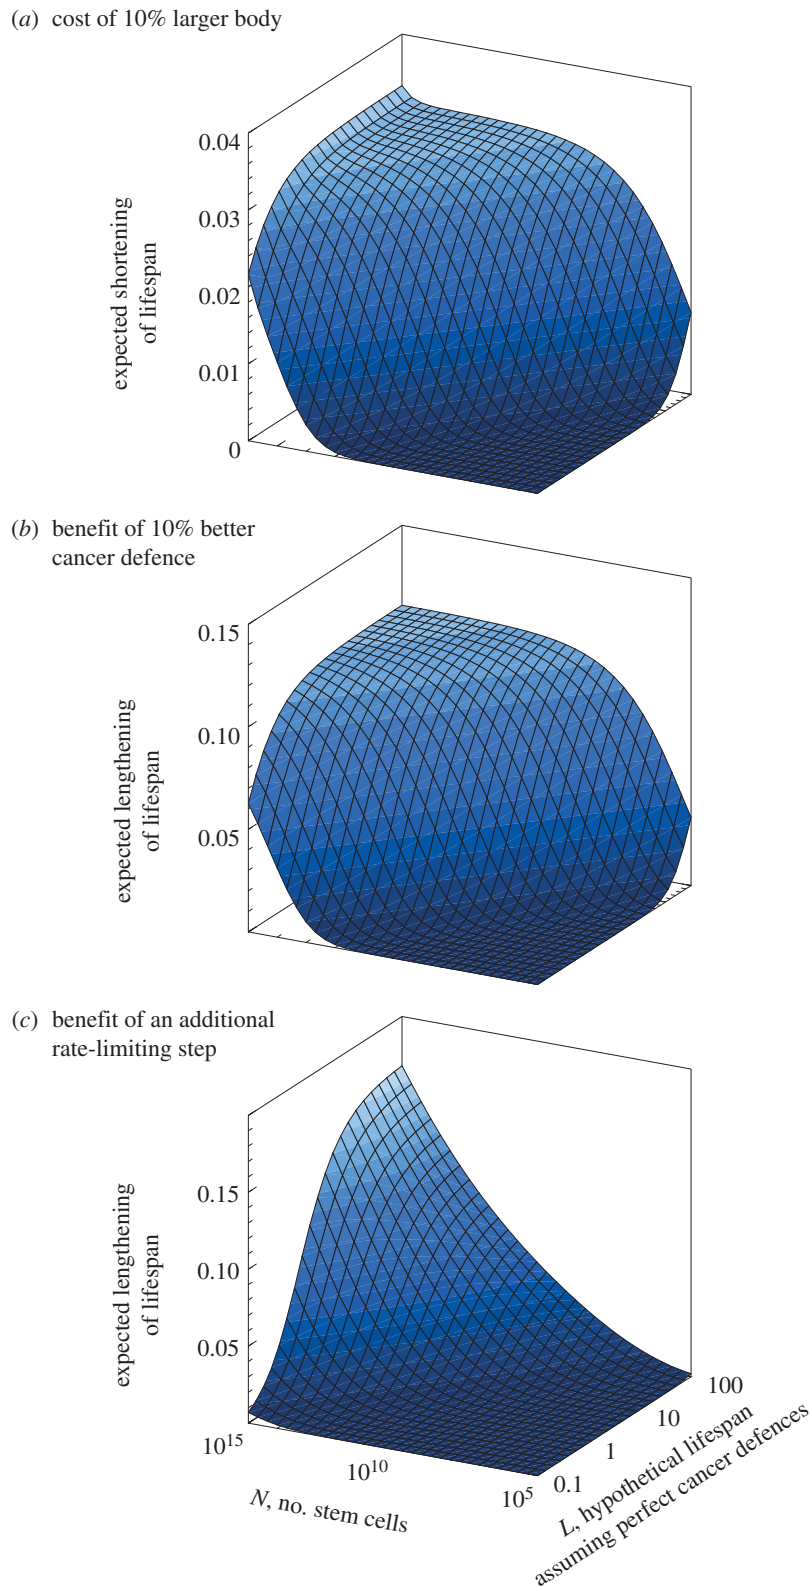 (a) cost of 10% larger body
0.04
0.03
0.02
0.01
0
expected shortening
of lifespan
(b) benefit of 10% better
cancer defence
0.15
0.10
0.05
expected lengthening
of lifespan
(c) benefit of an additional
rate-limiting step
0.15
0.10
0.05
expected lengthening
of lifespan
10¹⁵
10¹⁰
10⁵
N, no. stem cells
0.1
1
10
100
L, hypothetical lifespan
assuming perfect cancer defences